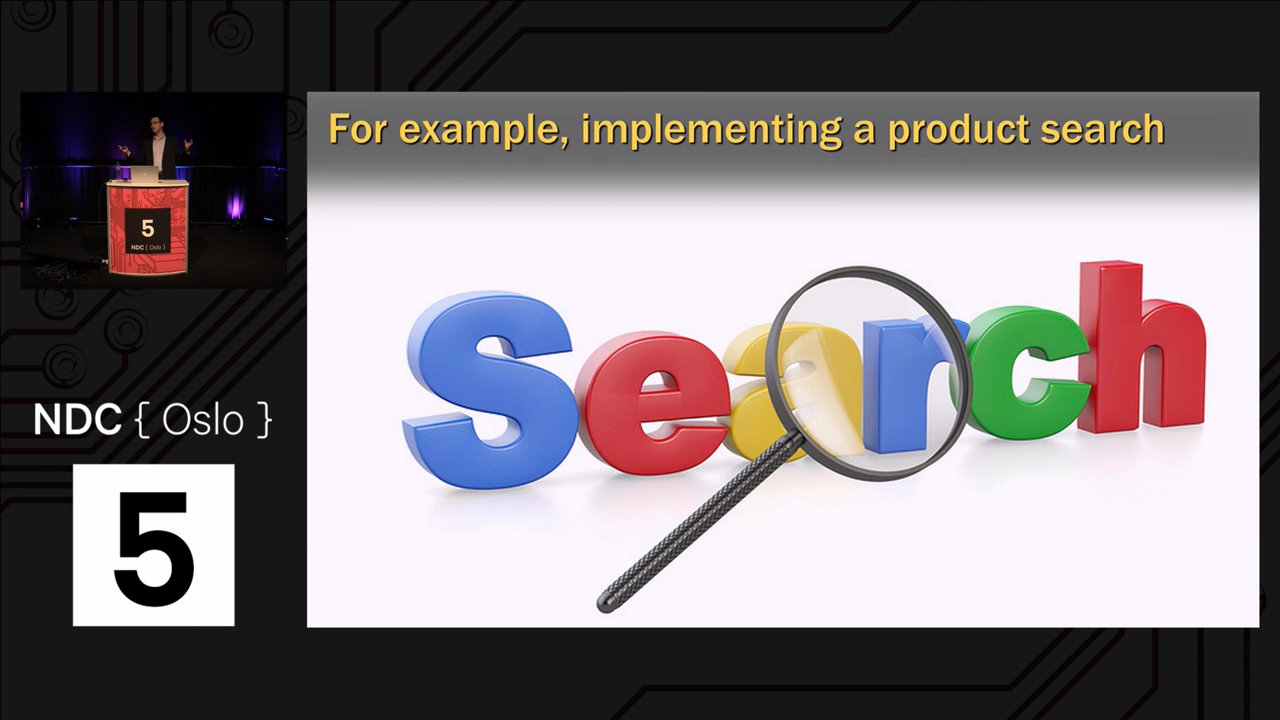 For example, implementing a product search
Search
5
NDC { Oslo }
NDC { Oslo }
5